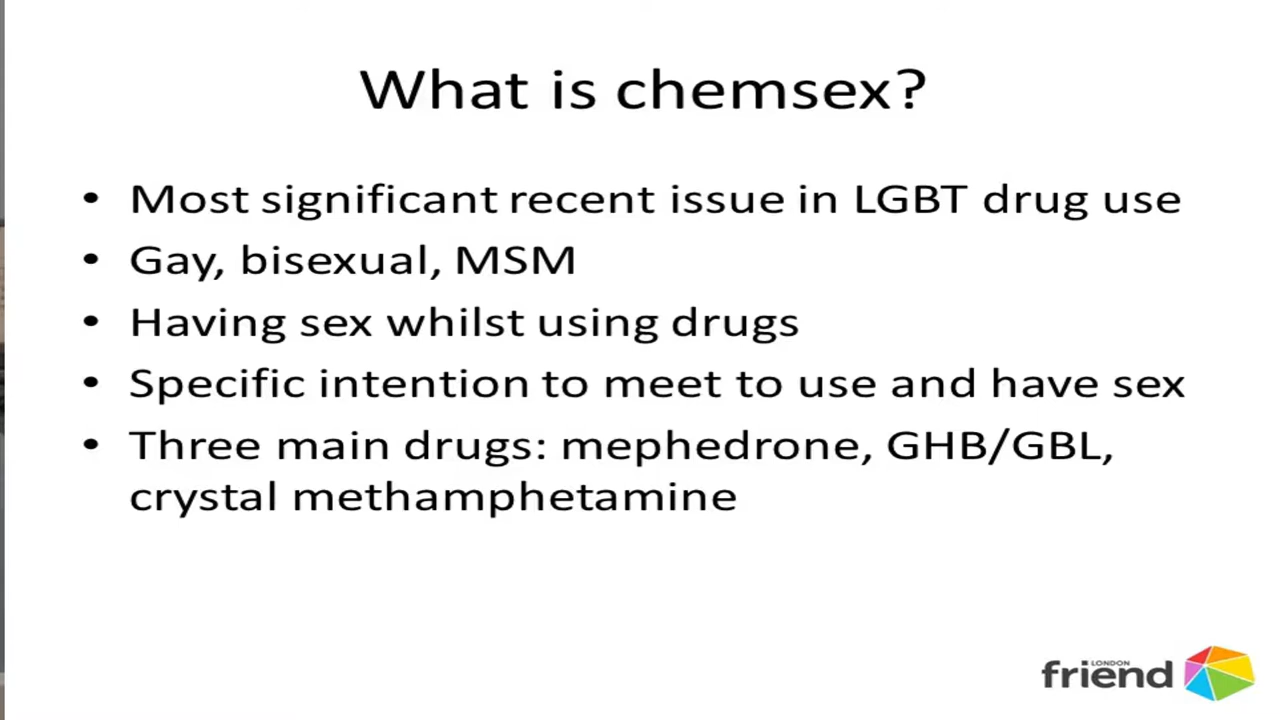 What is chemsex?
• Most significant recent issue in LGBT drug use
• Gay, bisexual, MSM
• Having sex whilst using drugs
• Specific intention to meet to use and have sex
• Three main drugs: mephedrone, GHB/GBL,
crystal methamphetamine
LONDON
friend